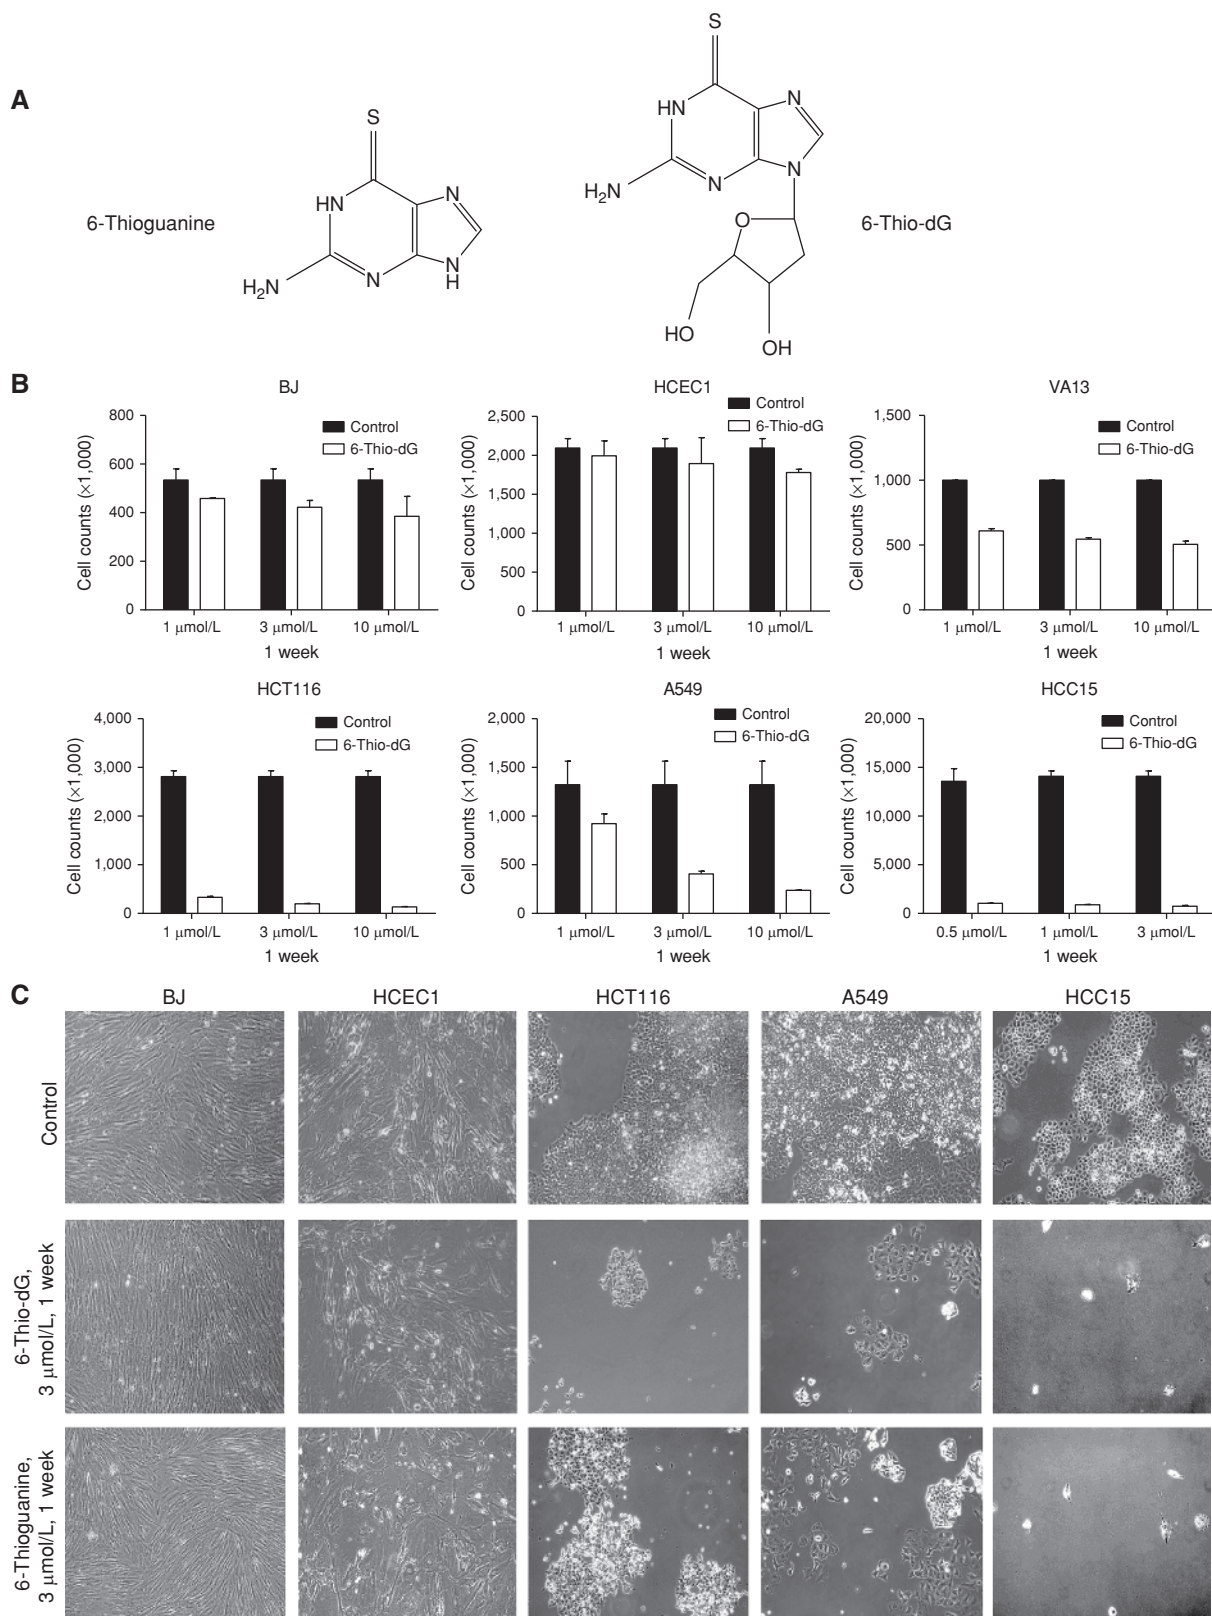 A
6-Thioguanine
S
HN
N
H2N
N
N
H
S
HN
N
H2N
N
N
O
HO
OH
6-Thio-dG
B
BJ
Cell counts (×1,000)
800
600
400
200
0
Control
6-Thio-dG
1 μmol/L 3 μmol/L 10 μmol/L
1 week
HCEC1
Cell counts (×1,000)
2,500
2,000
1,500
1,000
500
0
Control
6-Thio-dG
1 μmol/L 3 μmol/L 10 μmol/L
1 week
VA13
Cell counts (×1,000)
1,500
1,000
500
0
Control
6-Thio-dG
1 μmol/L 3 μmol/L 10 μmol/L
1 week
HCT116
Cell counts (×1,000)
4,000
3,000
2,000
1,000
0
Control
6-Thio-dG
1 μmol/L 3 μmol/L 10 μmol/L
1 week
A549
Cell counts (×1,000)
2,000
1,500
1,000
500
0
Control
6-Thio-dG
1 μmol/L 3 μmol/L 10 μmol/L
1 week
HCC15
Cell counts (×1,000)
20,000
15,000
10,000
5,000
0
Control
6-Thio-dG
0.5 μmol/L 1 μmol/L 3 μmol/L
1 week
C
BJ HCEC1 HCT116 A549 HCC15
Control
6-Thio-dG,
3 μmol/L, 1 week
6-Thioguanine,
3 μmol/L, 1 week